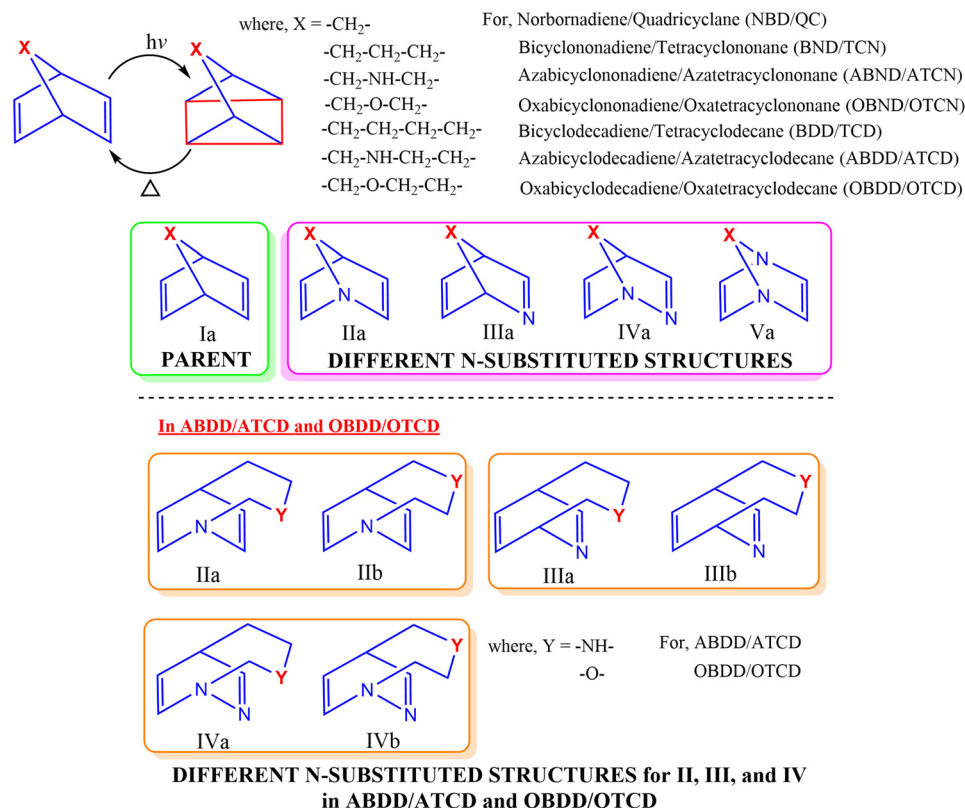 where, X = -CH₂- For, Norbornadiene/Quadricyclane (NBD/QC)
X hν X
-CH₂-CH₂-CH₂- Bicyclononadiene/Tetracyclononane (BND/TCN)
-CH₂-NH-CH₂- Azabicyclononadiene/Azatetracyclononane (ABND/ATCN)
-CH₂-O-CH₂- Oxabicyclononadiene/Oxatetracyclononane (OBND/OTCN)
-CH₂-CH₂-CH₂-CH₂- Bicyclodecadiene/Tetracyclodecane (BDD/TCD)
-CH₂-NH-CH₂-CH₂- Azabicyclodecadiene/Azatetracyclodecane (ABDD/ATCD)
△ -CH₂-O-CH₂-CH₂- Oxabicyclodecadiene/Oxatetracyclodecane (OBDD/OTCD)
X X X X X
N N
N N N N N
Ia IIa IIIa IVa Va
PARENT DIFFERENT N-SUBSTITUTED STRUCTURES
In ABDD/ATCD and OBDD/OTCD
Y Y
N Y N N Y N
IIa IIb IIIa IIIb
Y where, Y = -NH- For, ABDD/ATCD
Y -O- OBDD/OTCD
N N N N
IVa IVb
DIFFERENT N-SUBSTITUTED STRUCTURES for II, III, and IV
in ABDD/ATCD and OBDD/OTCD